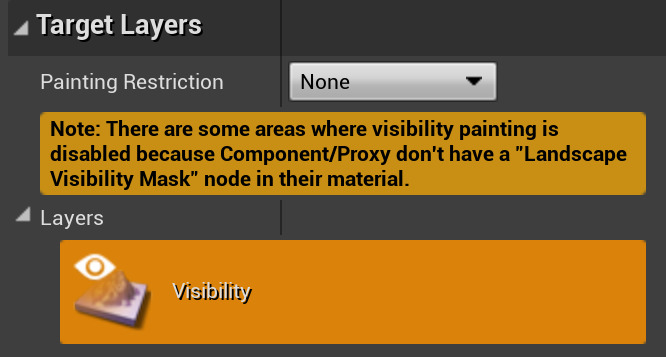 Target Layers
Painting Restriction
None
Note: There are some areas where visibility painting is
disabled because Component/Proxy don't have a "Landscape
Visibility Mask" node in their material.
Layers
Visibility